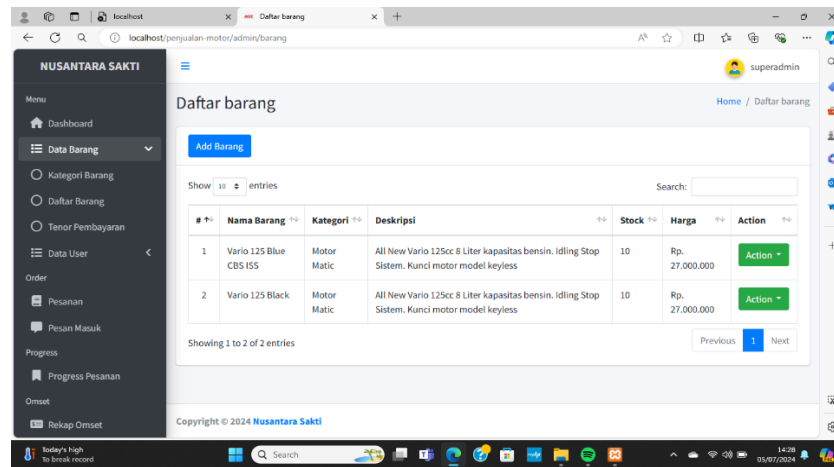 localhost
Daftar barang
localhost/penjualan-motor/admin/barang
NUSANTARA SAKTI
superadmin
Menu
Dashboard
Data Barang
Kategori Barang
Daftar Barang
Tenor Pembayaran
Data User
Order
Pesanan
Pesan Masuk
Progress
Progress Pesanan
Omset
Rekap Omset
Daftar barang
Home / Daftar barang
Add Barang
Show 10 entries
Search:
# Nama Barang Kategori Deskripsi Stock Harga Action
1 Vario 125 Blue Motor All New Vario 125cc 8 Liter kapasitas bensin. Idling Stop 10 Rp. Action
CBS ISS Matic Sistem. Kunci motor model keyless 27.000.000
2 Vario 125 Black Motor All New Vario 125cc 8 Liter kapasitas bensin. Idling Stop 10 Rp. Action
Matic Sistem. Kunci motor model keyless 27.000.000
Showing 1 to 2 of 2 entries
Previous 1 Next
Copyright © 2024 Nusantara Sakti
Today's high
To break record
Search
14:28
05/07/2024